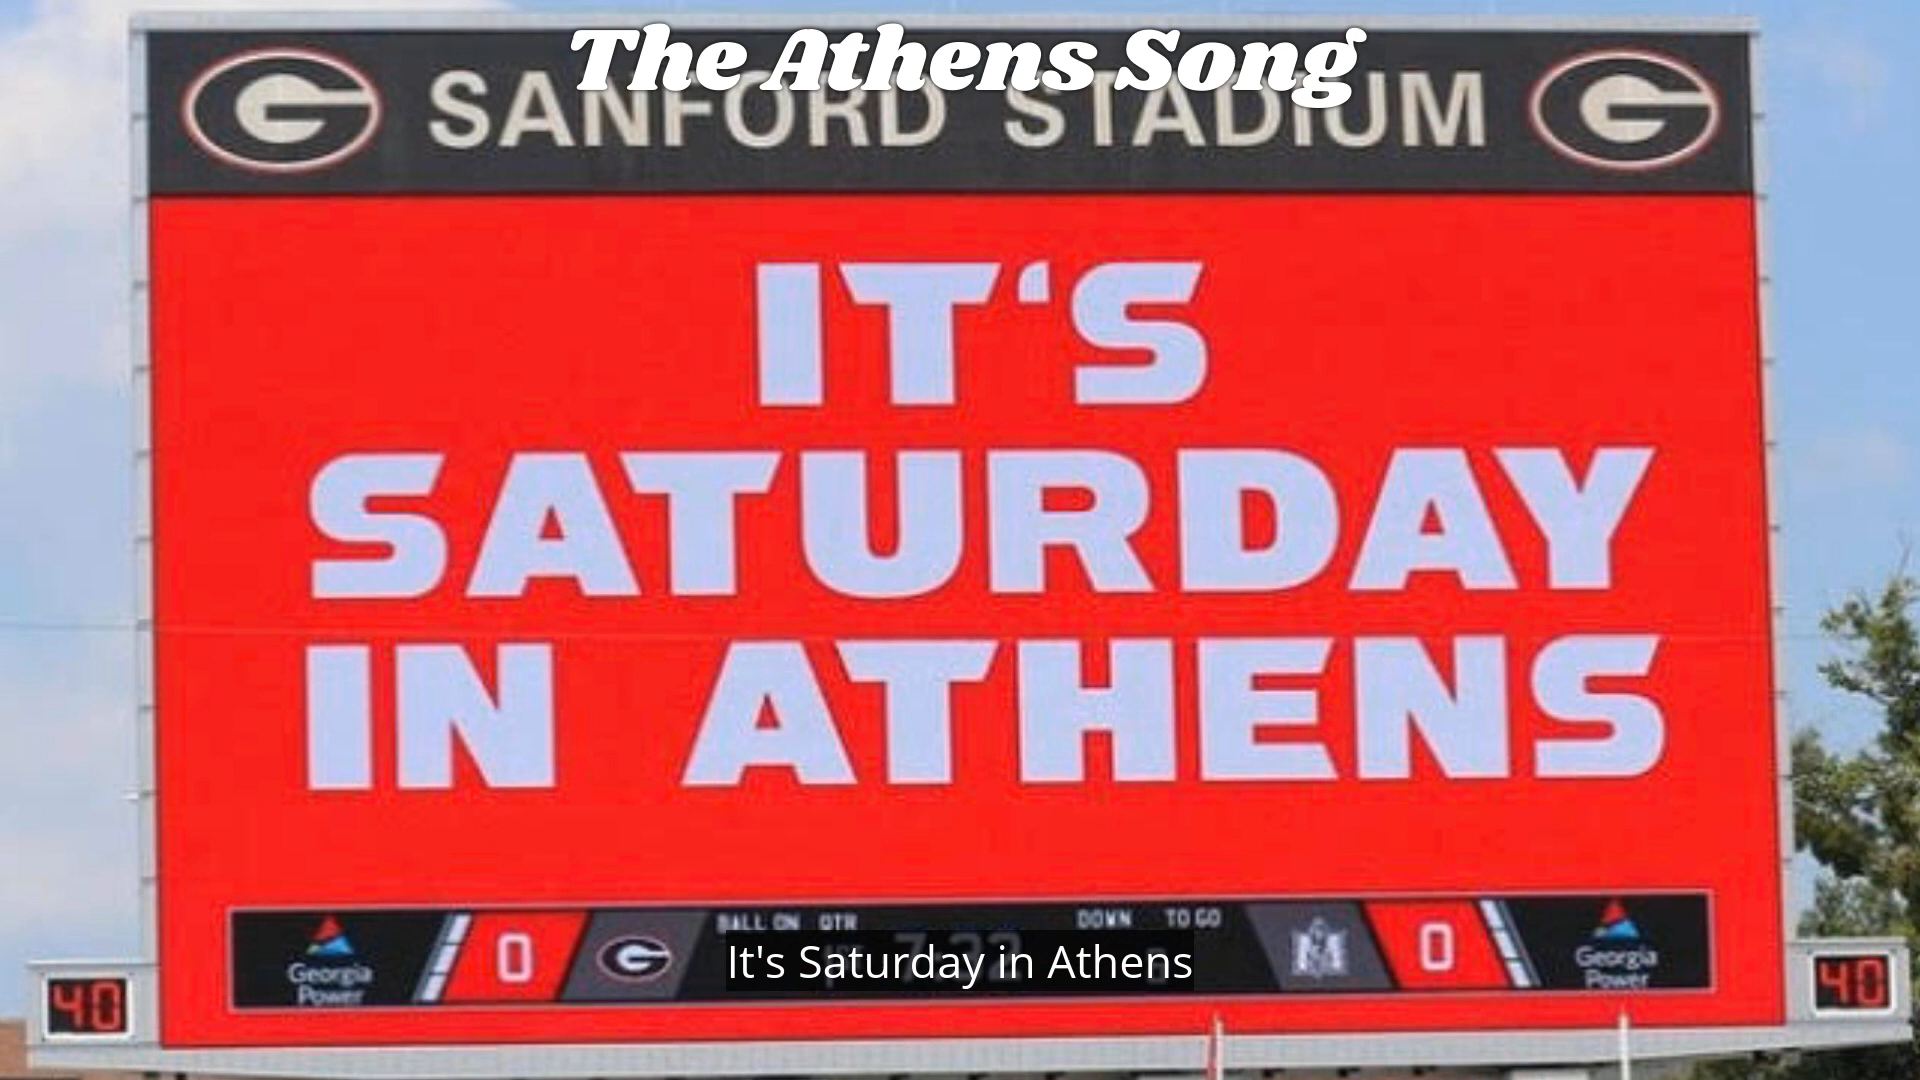 The Athens Song
SANFORD STADIUM
IT'S
SATURDAY
IN ATHENS
BALL ON QTR
DOWN TO GO
0
0
Georgia
Power
Georgia
Power
It's Saturday in Athens
40
40